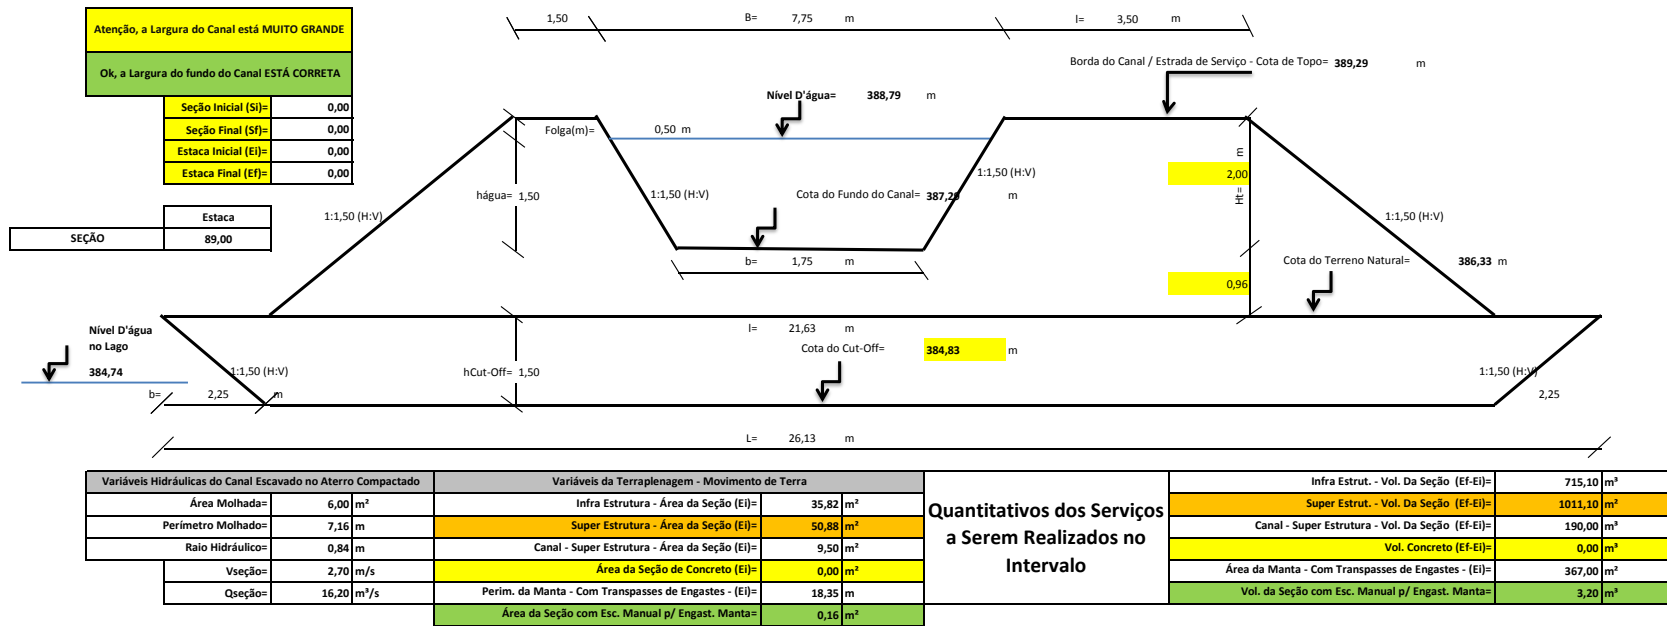 1,50 B= 7,75 m l= 3,50 m
Atenção, a Largura do Canal está MUITO GRANDE
Ok, a Largura do fundo do Canal ESTÁ CORRETA
Seção Inicial (Si)= 0,00
Seção Final (Sf)= 0,00
Estaca Inicial (Ei)= 0,00
Estaca Final (Ef)= 0,00
Estaca
SEÇÃO 89,00
Borda do Canal / Estrada de Serviço - Cota de Topo= 389,29 m
Nível D'água= 388,79 m
Folga(m)= 0,50 m
1:1,50 (H:V)
m
2,00
Ht=
hágua= 1,50
1:1,50 (H:V)
Cota do Fundo do Canal= 387,29 m
1:1,50 (H:V)
1:1,50 (H:V)
b= 1,75 m
Cota do Terreno Natural= 386,33 m
0,96
Nível D'água
no Lago
384,74
l= 21,63 m
Cota do Cut-Off= 384,83 m
1:1,50 (H:V)
hCut-Off= 1,50
1:1,50 (H:V)
b= 2,25 m
2,25
L= 26,13 m
Variáveis Hidráulicas do Canal Escavado no Aterro Compactado
Área Molhada= 6,00 m²
Perímetro Molhado= 7,16 m
Raio Hidráulico= 0,84 m
Vseção= 2,70 m/s
Qseção= 16,20 m³/s
Variáveis da Terraplenagem - Movimento de Terra
Infra Estrutura - Área da Seção (Ei)= 35,82 m²
Super Estrutura - Área da Seção (Ei)= 50,88 m²
Canal - Super Estrutura - Área da Seção (Ei)= 9,50 m²
Área da Seção de Concreto (Ei)= 0,00 m²
Perim. da Manta - Com Transpasses de Engastes - (Ei)= 18,35 m
Área da Seção com Esc. Manual p/ Engast. Manta= 0,16 m²
Quantitativos dos Serviços
a Serem Realizados no
Intervalo
Infra Estrut. - Vol. Da Seção (Ef-Ei)= 715,10 m³
Super Estrut. - Vol. Da Seção (Ef-Ei)= 1011,10 m²
Canal - Super Estrutura - Vol. Da Seção (Ef-Ei)= 190,00 m³
Vol. Concreto (Ef-Ei)= 0,00 m³
Área da Manta - Com Transpasses de Engastes - (Ei)= 367,00 m²
Vol. da Seção com Esc. Manual p/ Engast. Manta= 3,20 m³